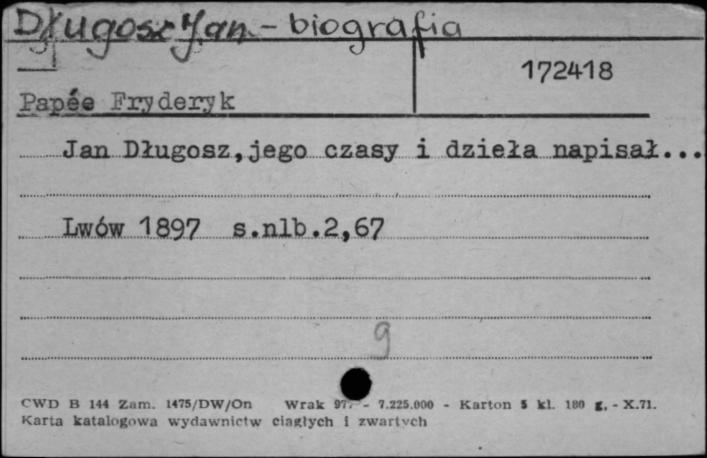 Długosz Jan - biografia
172418
Papée Fryderyk
Jan Długosz,jego czasy i dzieła napisał...
Lwów 1897 s.nlb.2,67
9
CWD B 144 Zam. 1475/DW/On Wrak - 7.225.000 - Karton 5 kl. 180 g. - X.71.
Karta katalogowa wydawnictw ciągłych i zwartych